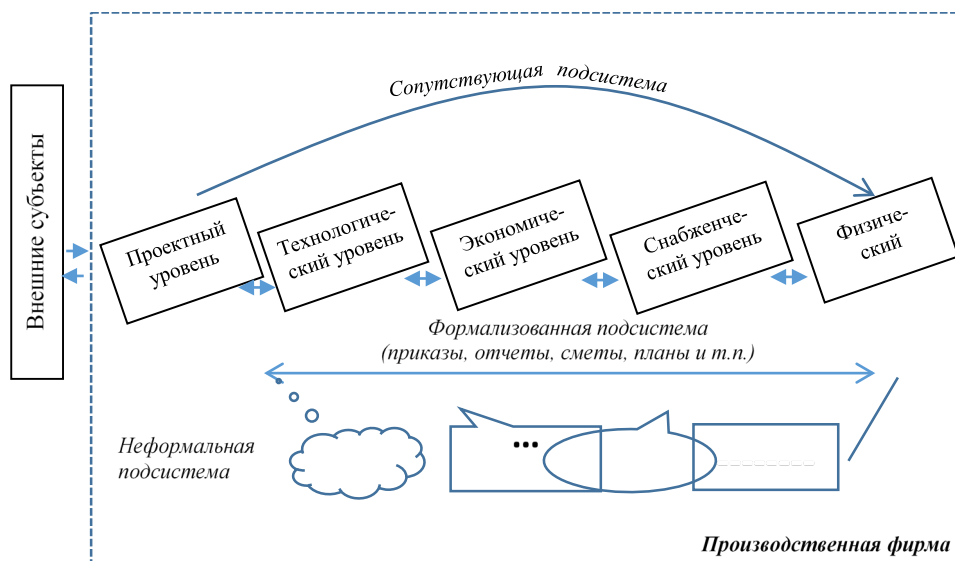 Сопутствующая подсистема
Внешние субъекты
Проектный
уровень
Технологиче-
ский уровень
Экономиче-
ский уровень
Снабженче-
ский уровень
Физиче-
ский
Формализованная подсистема
(приказы, отчеты, сметы, планы и т.п.)
Неформальная
подсистема
...
Производственная фирма